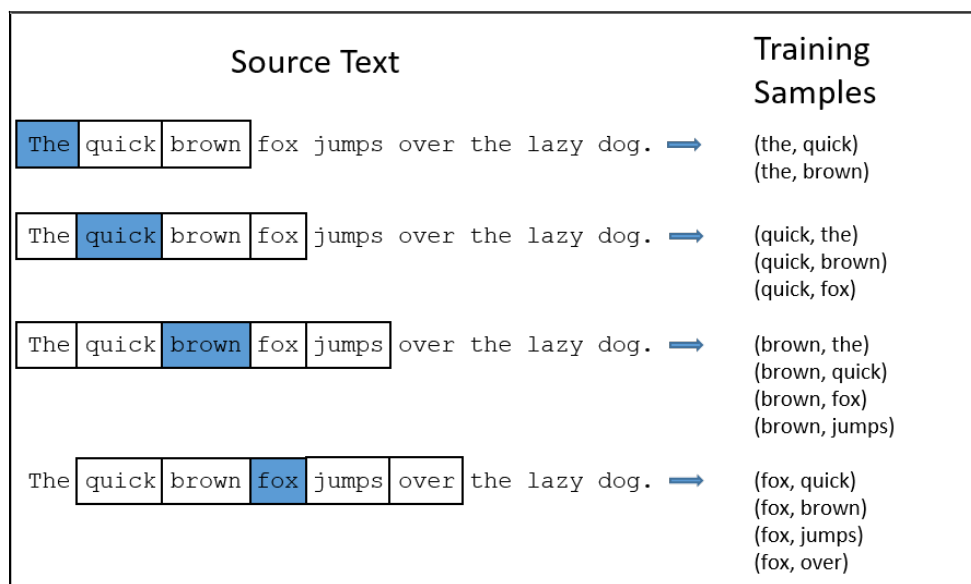 Source Text
Training
Samples
The quick brown fox jumps over the lazy dog.
(the, quick)
(the, brown)
The quick brown fox jumps over the lazy dog.
(quick, the)
(quick, brown)
(quick, fox)
The quick brown fox jumps over the lazy dog.
(brown, the)
(brown, quick)
(brown, fox)
(brown, jumps)
The quick brown fox jumps over the lazy dog.
(fox, quick)
(fox, brown)
(fox, jumps)
(fox, over)